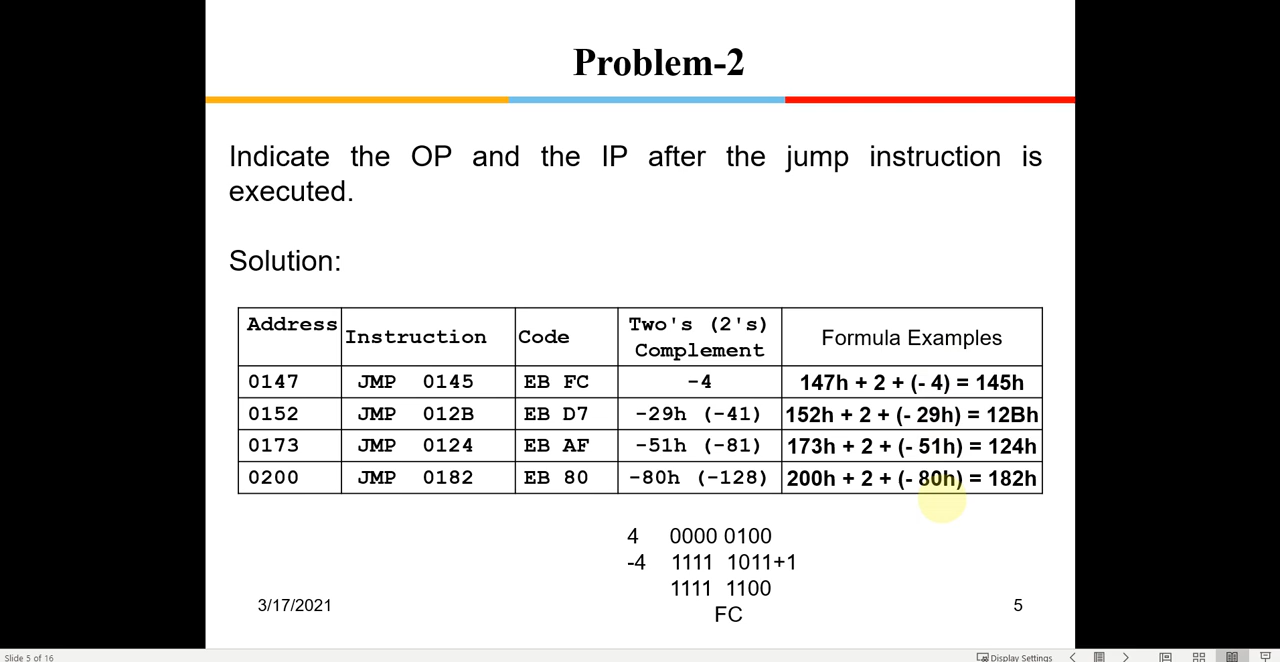 Problem-2
Indicate the OP and the IP after the jump instruction is
executed.
Solution:
Address Instruction Code Two's (2's) Complement Formula Examples
0147 JMP 0145 EB FC -4 147h + 2 + (- 4) = 145h
0152 JMP 012B EB D7 -29h (-41) 152h + 2 + (- 29h) = 12Bh
0173 JMP 0124 EB AF -51h (-81) 173h + 2 + (- 51h) = 124h
0200 JMP 0182 EB 80 -80h (-128) 200h + 2 + (- 80h) = 182h
4 0000 0100
-4 1111 1011+1
1111 1100
FC
3/17/2021
5
Slide 5 of 16
Display Settings